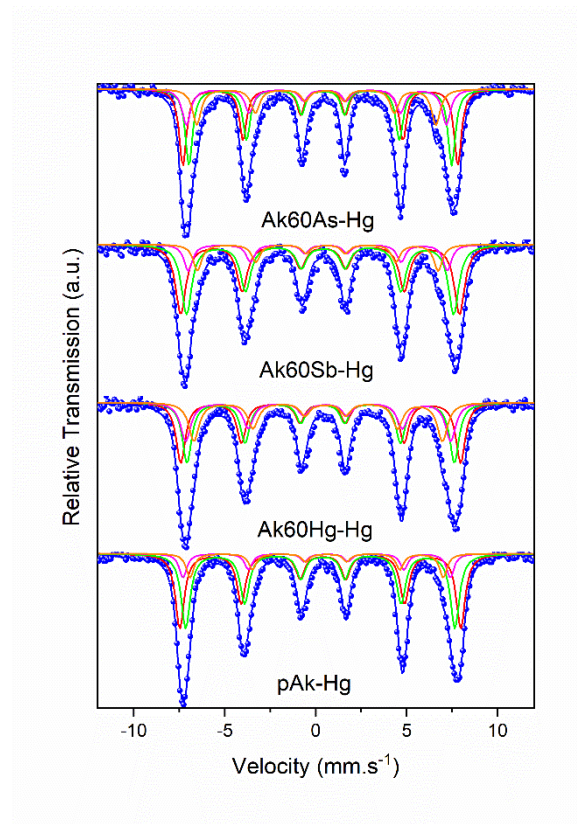 Relative Transmission (a.u.)
Ak60As-Hg
Ak60Sb-Hg
Ak60Hg-Hg
pAk-Hg
-10 -5 0 5 10
Velocity (mm.s⁻¹)